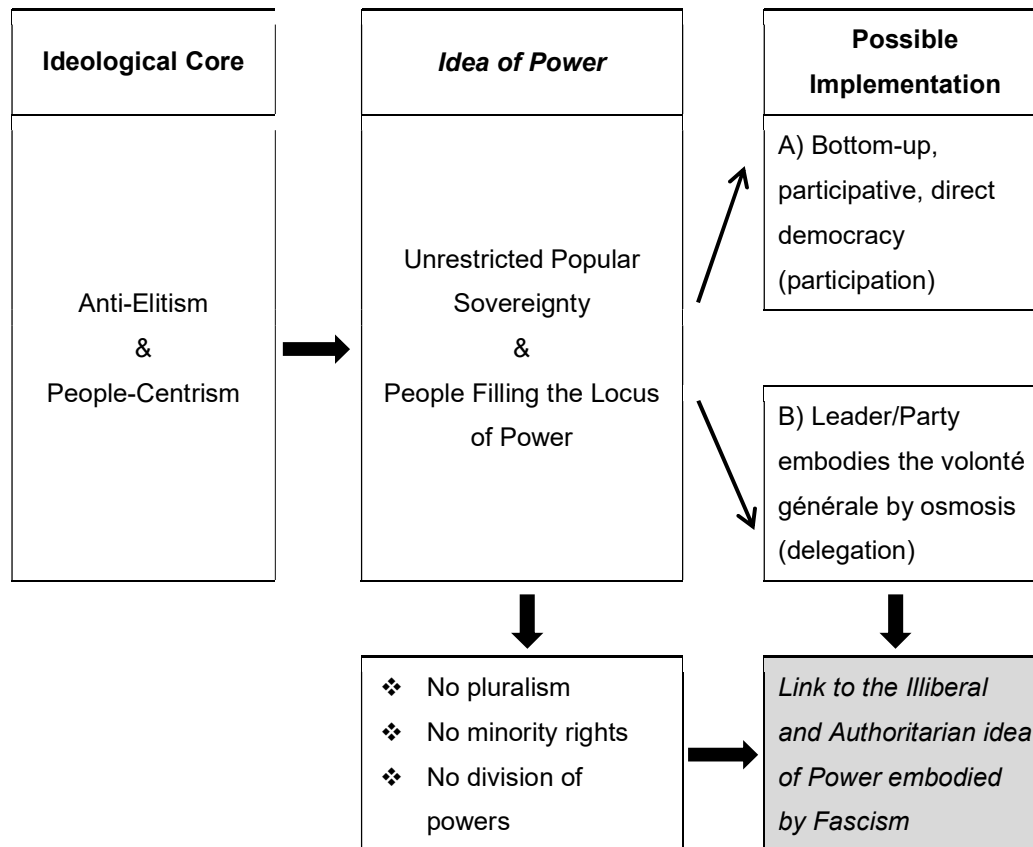 Ideological Core
Anti-Elitism
&
People-Centrism
Idea of Power
Unrestricted Popular
Sovereignty
&
People Filling the Locus
of Power
Possible
Implementation
A) Bottom-up,
participative, direct
democracy
(participation)
B) Leader/Party
embodies the volonté
générale by osmosis
(delegation)
❖ No pluralism
❖ No minority rights
❖ No division of
powers
Link to the Illiberal
and Authoritarian idea
of Power embodied
by Fascism